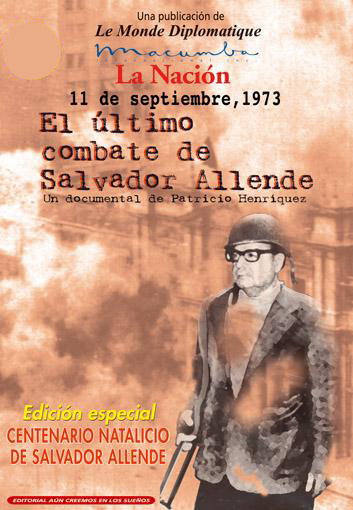 Una publicación de
Le Monde Diplomatique
macumba
La Nación
11 de septiembre,1973
El último
combate de
Salvador Allende
Un documental de Patricio Henríquez
Edición especial
CENTENARIO NATALICIO
DE SALVADOR ALLENDE
EDITORIAL AÚN CREEMOS EN LOS SUEÑOS